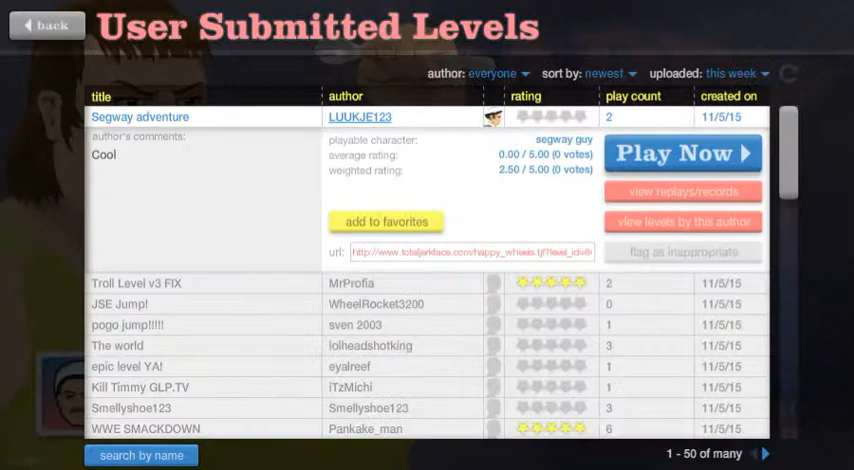 back
User Submitted Levels
author: everyone sort by: newest uploaded: this week
title author rating play count created on
Segway adventure LUUKJE123 2 11/5/15
author's comments:
Cool
playable character: segway guy
average rating: 0.00 / 5.00 (0 votes)
weighted rating: 2.50 / 5.00 (0 votes)
Play Now
view replays/records
add to favorites
view levels by this author
url: http://www.totaljerkface.com/happy_wheels.tjf?level_id=
flag as inappropriate
Troll Level v3 FIX MrProfia 2 11/5/15
JSE Jump! WheelRocket3200 0 11/5/15
pogo jump!!!!! sven 2003 1 11/5/15
The world lolheadshotking 3 11/5/15
epic level YA! eyalreef 1 11/5/15
Kill Timmy GLP.TV iTzMichi 1 11/5/15
Smellyshoe123 Smellyshoe123 3 11/5/15
WWE SMACKDOWN Pankake_man 6 11/5/15
search by name
1 - 50 of many